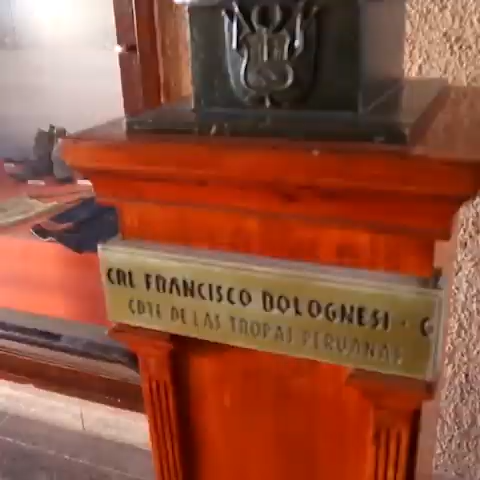 CRL FRANCISCO BOLOGNESI - C
CDTE DE LAS TROPAS PERUANAS